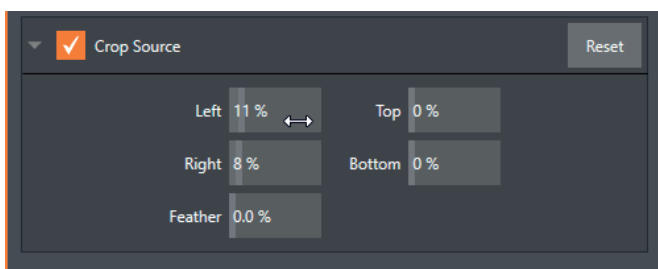 Crop Source Reset
Left 11 % Top 0 %
Right 8 % Bottom 0 %
Feather 0.0 %